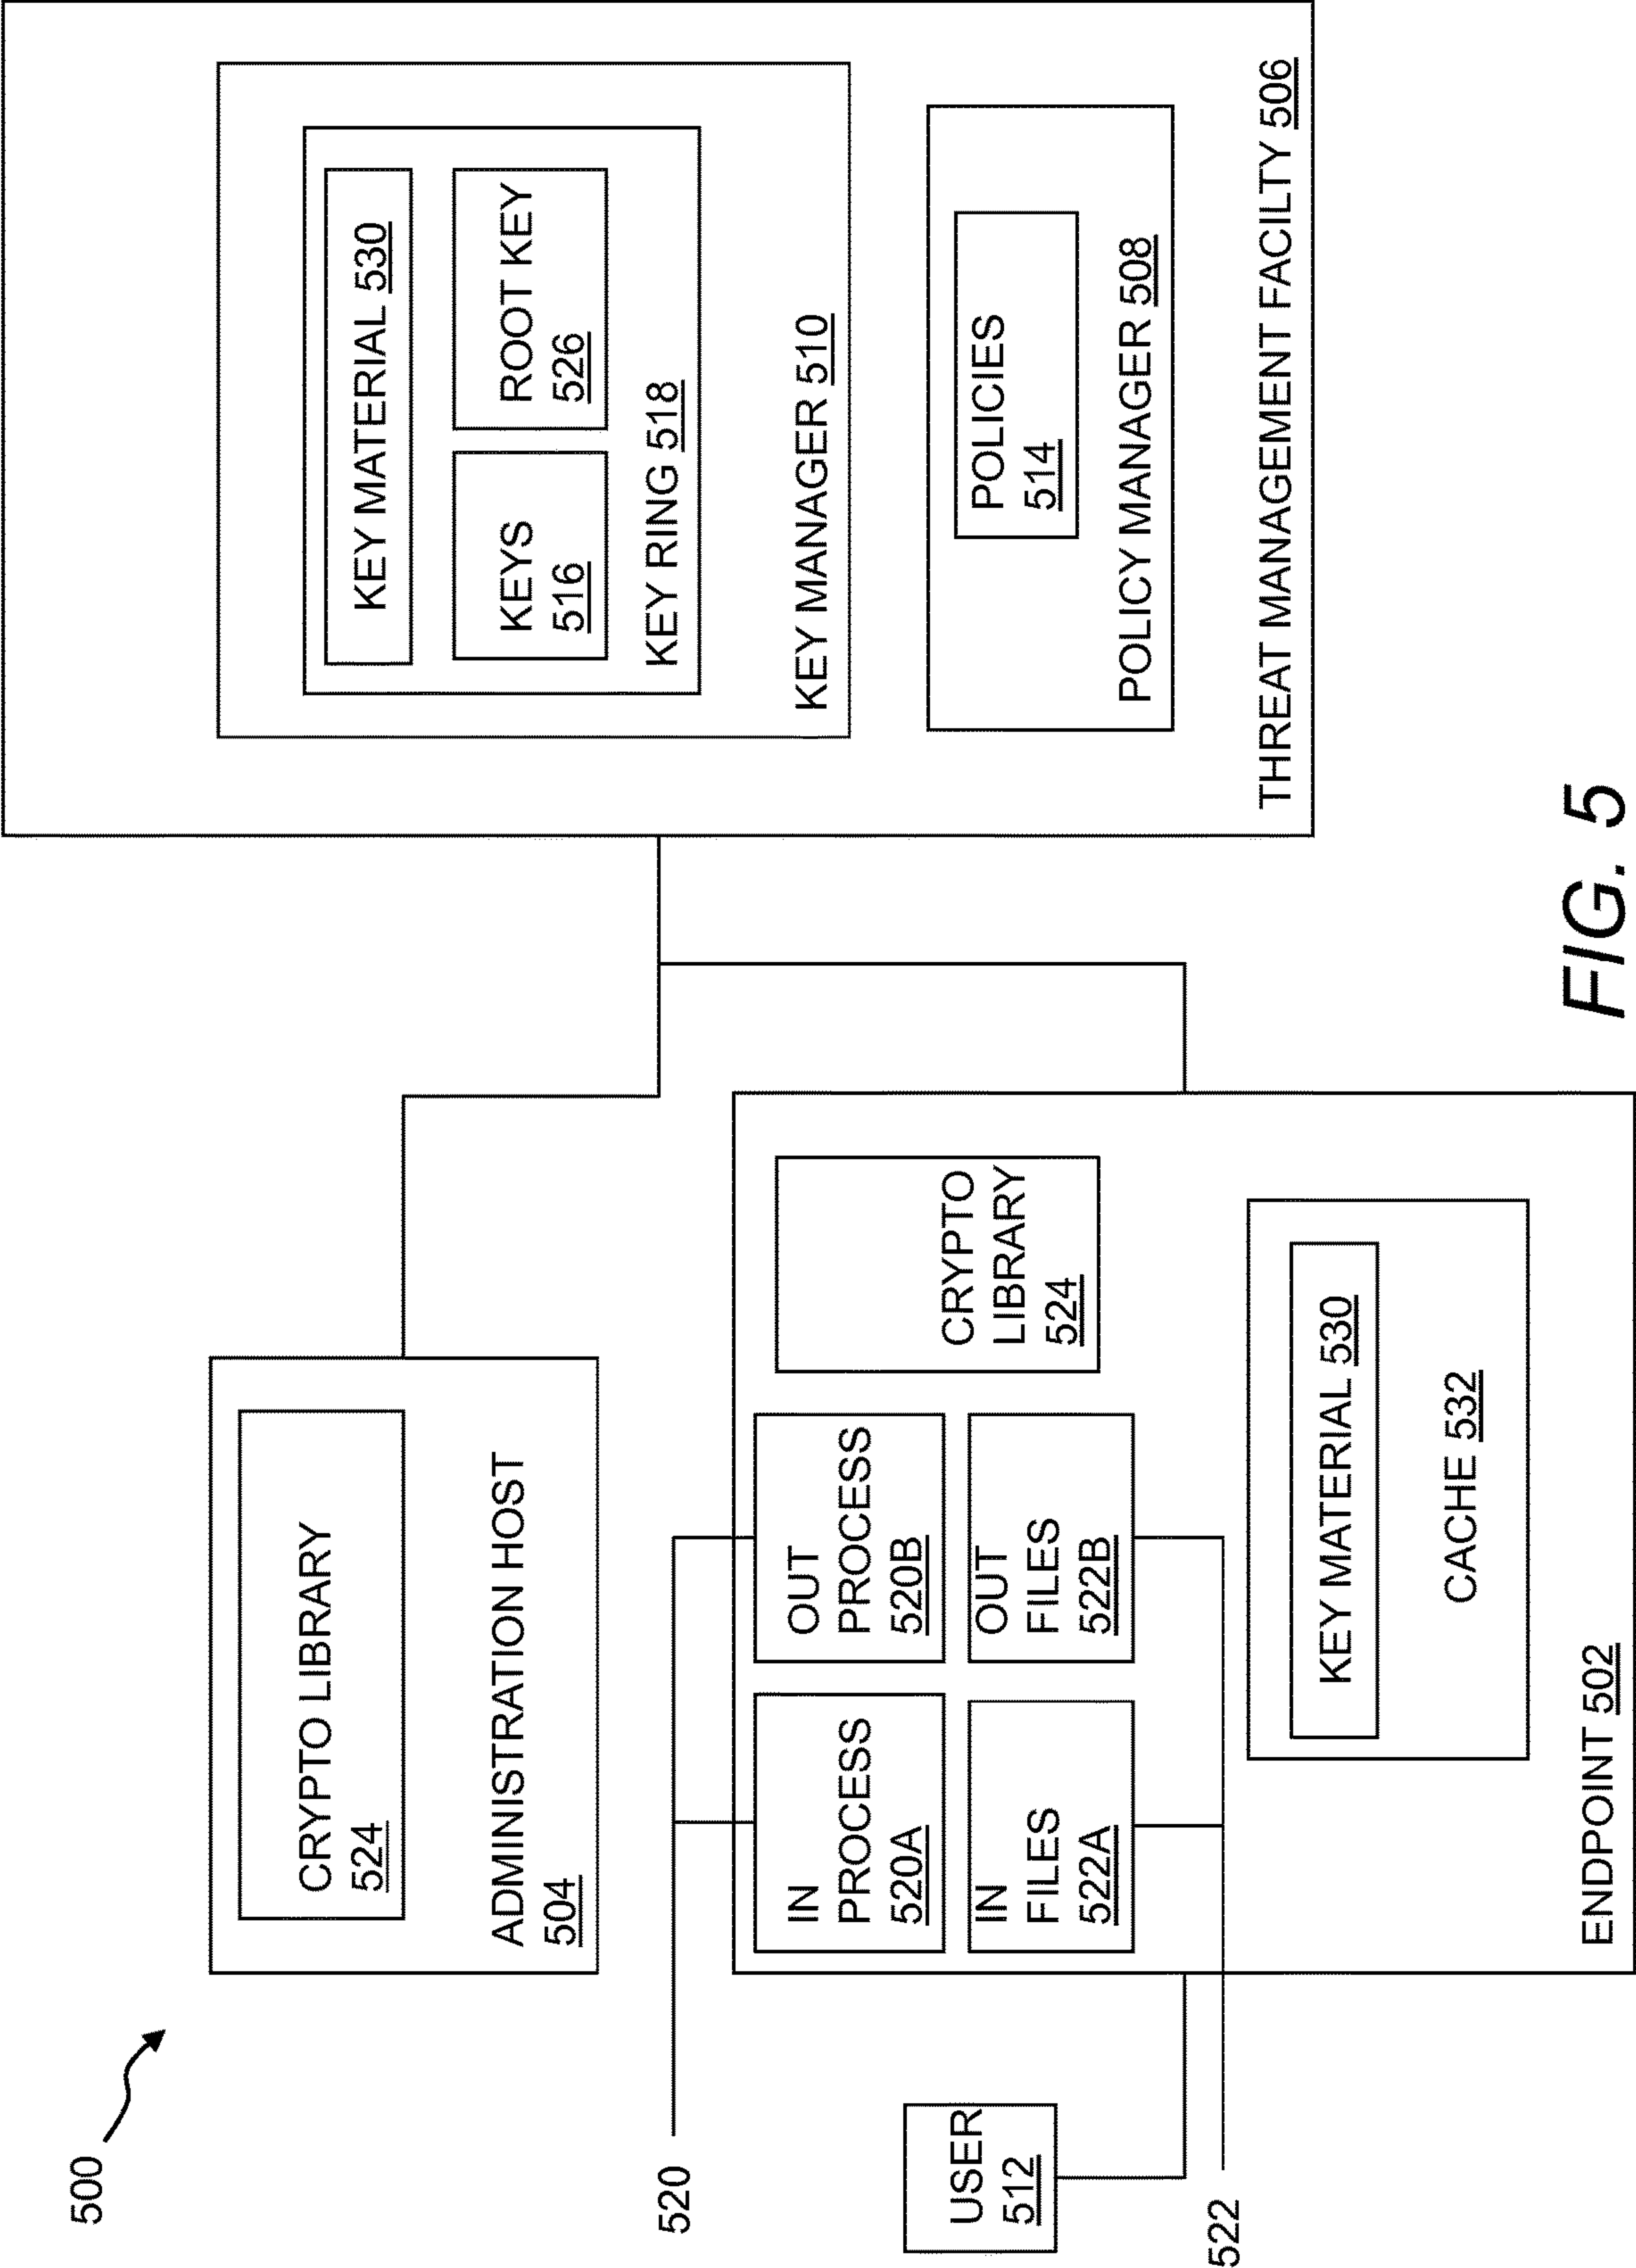 500
CRYPTO LIBRARY
524
ADMINISTRATION HOST
504
520
USER
512
522
IN
PROCESS
520A
OUT
PROCESS
520B
IN
FILES
522A
OUT
FILES
522B
CRYPTO
LIBRARY
524
KEY MATERIAL 530
CACHE 532
ENDPOINT 502
KEY MATERIAL 530
KEYS
516
ROOT KEY
526
KEY RING 518
KEY MANAGER 510
POLICIES
514
POLICY MANAGER 508
THREAT MANAGEMENT FACILTY 506
FIG. 5